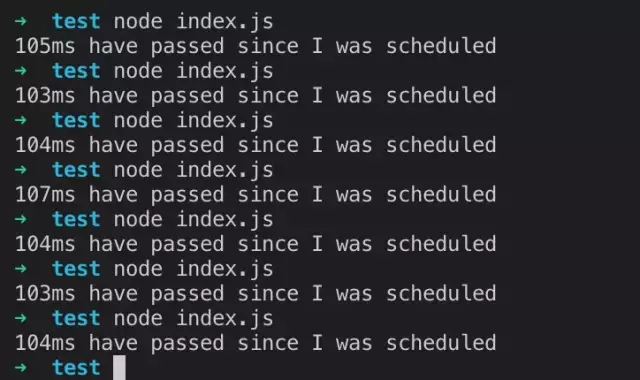 → test node index.js
105ms have passed since I was scheduled
→ test node index.js
103ms have passed since I was scheduled
→ test node index.js
104ms have passed since I was scheduled
→ test node index.js
107ms have passed since I was scheduled
→ test node index.js
104ms have passed since I was scheduled
→ test node index.js
103ms have passed since I was scheduled
→ test node index.js
104ms have passed since I was scheduled
→ test